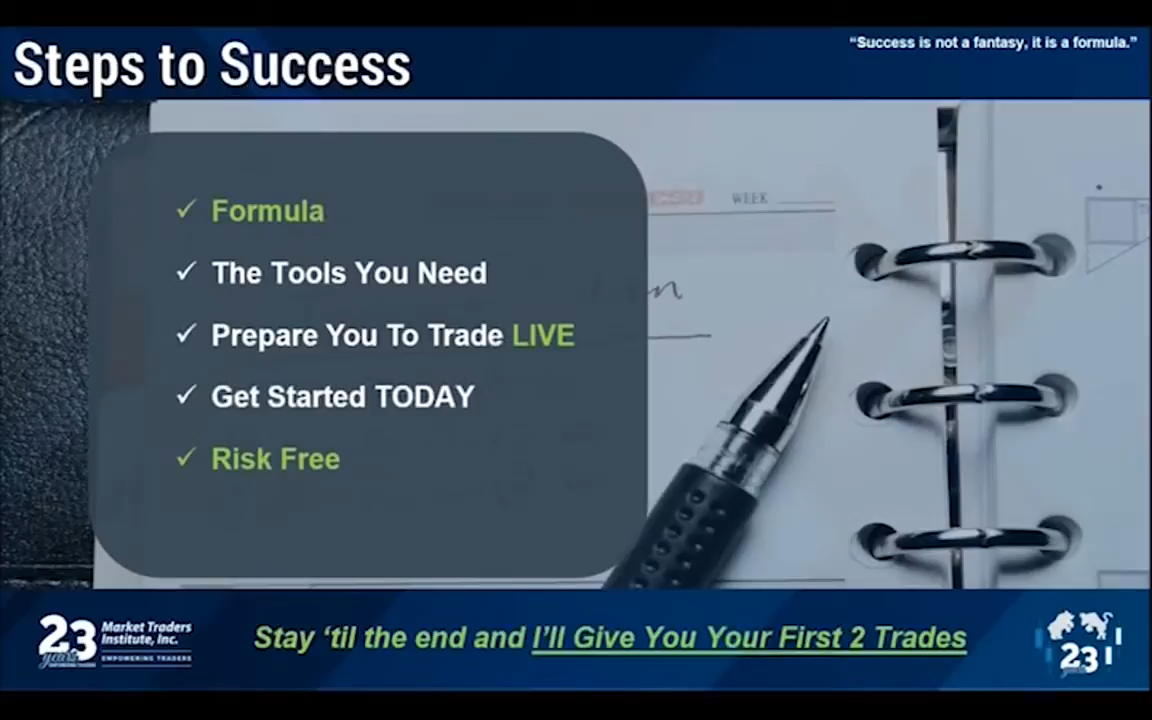 Steps to Success
“Success is not a fantasy, it is a formula.”
✓ Formula
WEEK
✓ The Tools You Need
✓ Prepare You To Trade LIVE
✓ Get Started TODAY
✓ Risk Free
23 years
Market Traders
Institute, Inc.
EMPOWERING TRADERS
Stay ‘til the end and I’ll Give You Your First 2 Trades
23